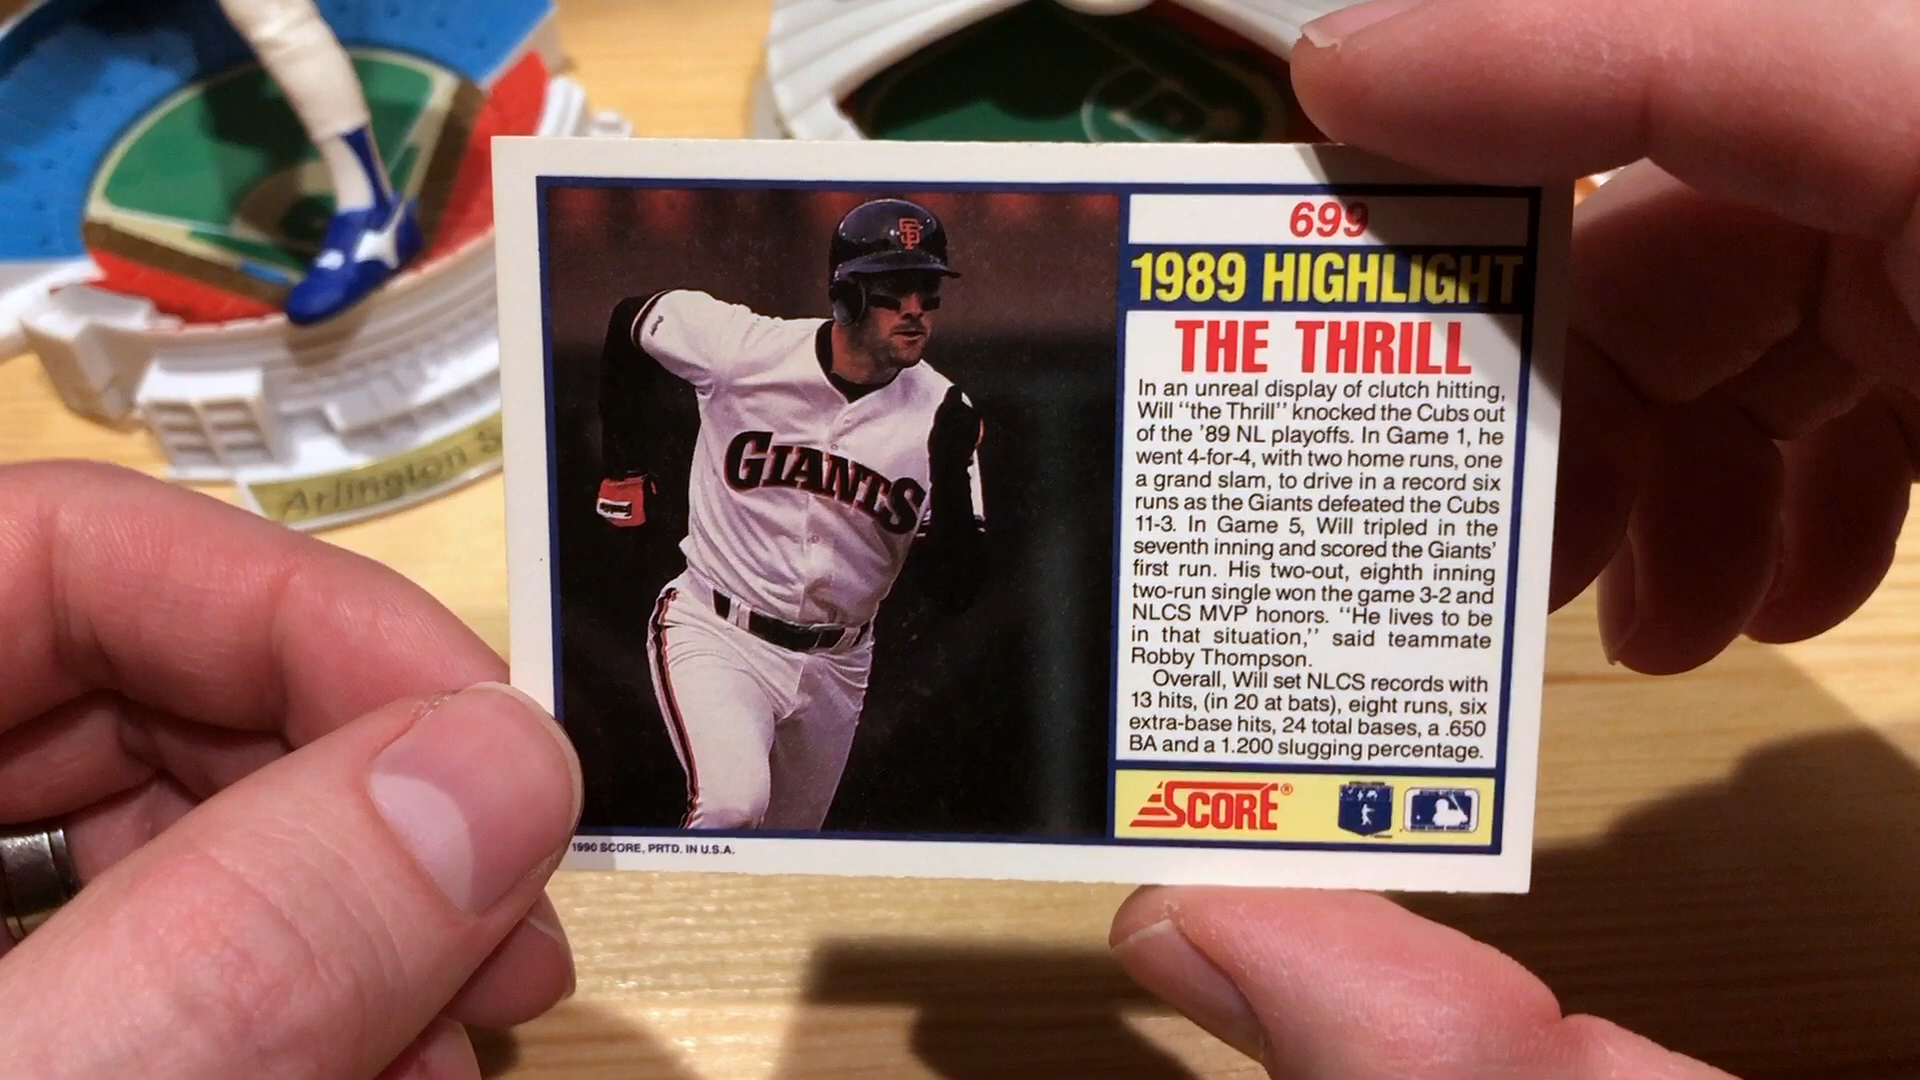 Arlington S
SF
GIANTS
699
1989 HIGHLIGHT
THE THRILL
In an unreal display of clutch hitting,
Will "the Thrill" knocked the Cubs out
of the '89 NL playoffs. In Game 1, he
went 4-for-4, with two home runs, one
a grand slam, to drive in a record six
runs as the Giants defeated the Cubs
11-3. In Game 5, Will tripled in the
seventh inning and scored the Giants'
first run. His two-out, eighth inning
two-run single won the game 3-2 and
NLCS MVP honors. "He lives to be
in that situation," said teammate
Robby Thompson.
Overall, Will set NLCS records with
13 hits, (in 20 at bats), eight runs, six
extra-base hits, 24 total bases, a .650
BA and a 1.200 slugging percentage.
SCORE®
1990 SCORE, PRTD. IN U.S.A.